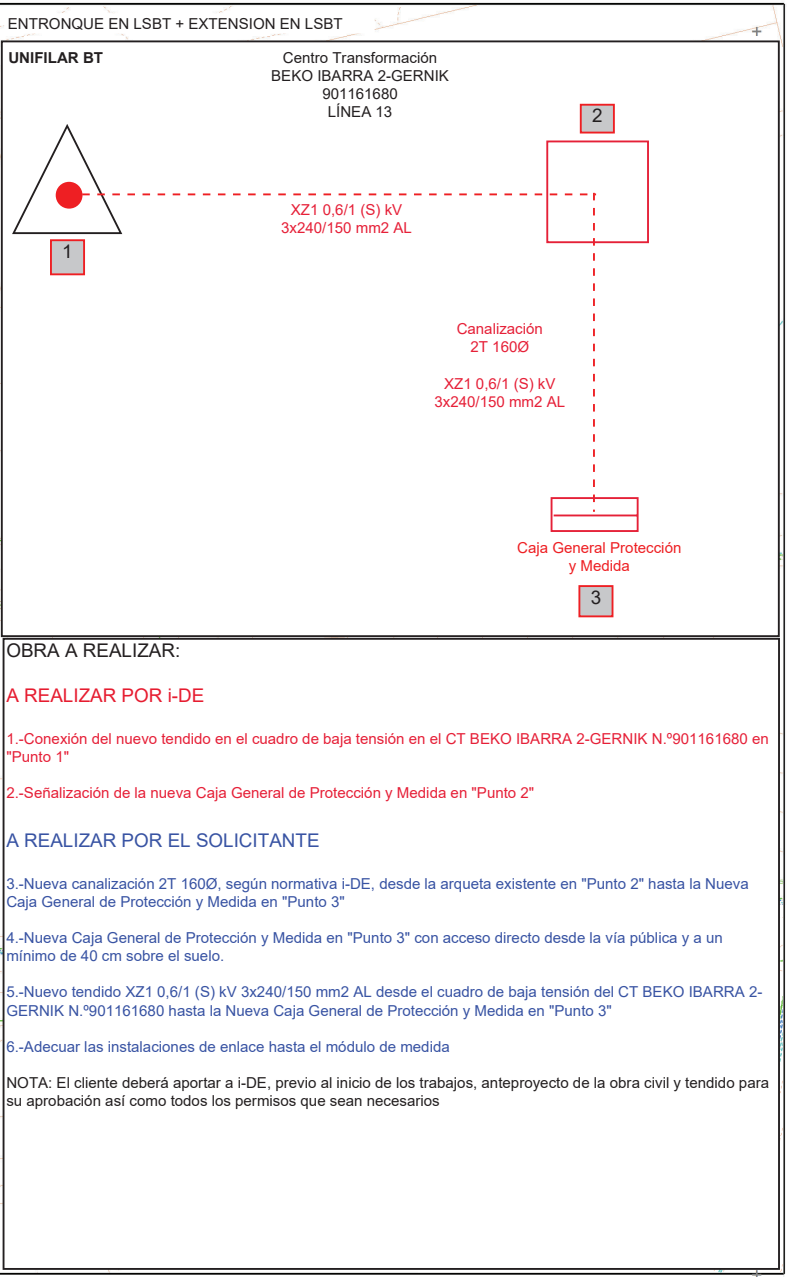 ENTRONQUE EN LSBT + EXTENSION EN LSBT
UNIFILAR BT
Centro Transformación
BEKO IBARRA 2-GERNIK
901161680
LÍNEA 13
2
XZ1 0,6/1 (S) kV
3x240/150 mm2 AL
1
Canalización
2T 160Ø
XZ1 0,6/1 (S) kV
3x240/150 mm2 AL
Caja General Protección
y Medida
3
OBRA A REALIZAR:
A REALIZAR POR i-DE
1.-Conexión del nuevo tendido en el cuadro de baja tensión en el CT BEKO IBARRA 2-GERNIK N.º901161680 en
"Punto 1"
2.-Señalización de la nueva Caja General de Protección y Medida en "Punto 2"
A REALIZAR POR EL SOLICITANTE
3.-Nueva canalización 2T 160Ø, según normativa i-DE, desde la arqueta existente en "Punto 2" hasta la Nueva
Caja General de Protección y Medida en "Punto 3"
4.-Nueva Caja General de Protección y Medida en "Punto 3" con acceso directo desde la vía pública y a un
mínimo de 40 cm sobre el suelo.
5.-Nuevo tendido XZ1 0,6/1 (S) kV 3x240/150 mm2 AL desde el cuadro de baja tensión del CT BEKO IBARRA 2-
GERNIK N.º901161680 hasta la Nueva Caja General de Protección y Medida en "Punto 3"
6.-Adecuar las instalaciones de enlace hasta el módulo de medida
NOTA: El cliente deberá aportar a i-DE, previo al inicio de los trabajos, anteproyecto de la obra civil y tendido para
su aprobación así como todos los permisos que sean necesarios